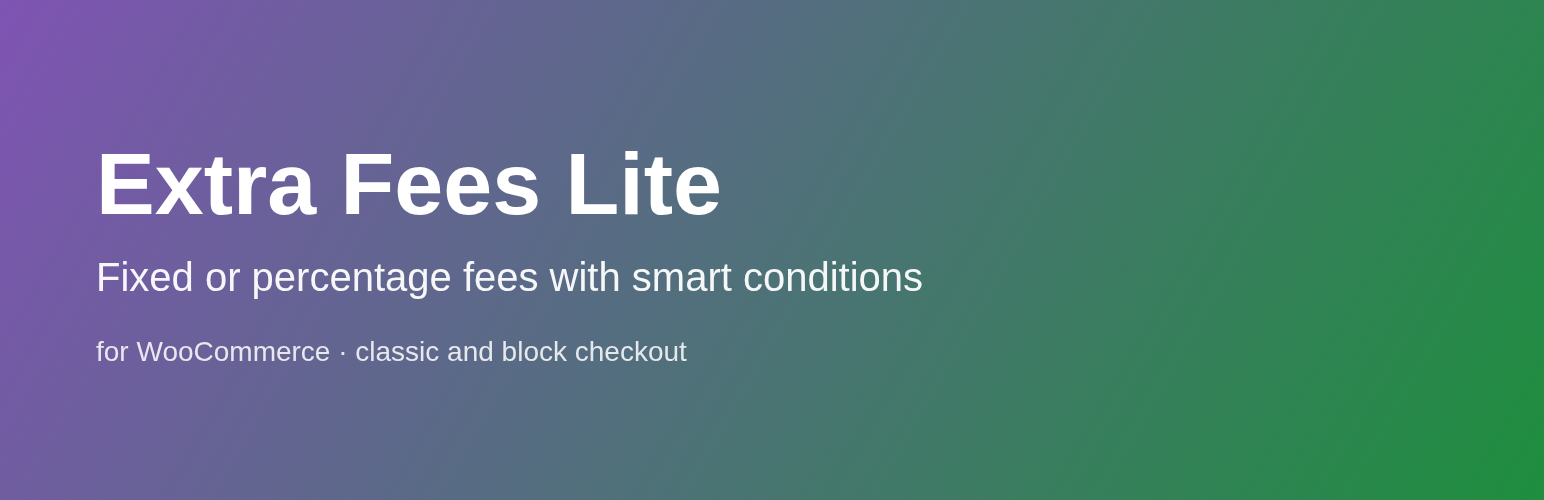 Extra Fees Lite
Fixed or percentage fees with smart conditions
for WooCommerce · classic and block checkout